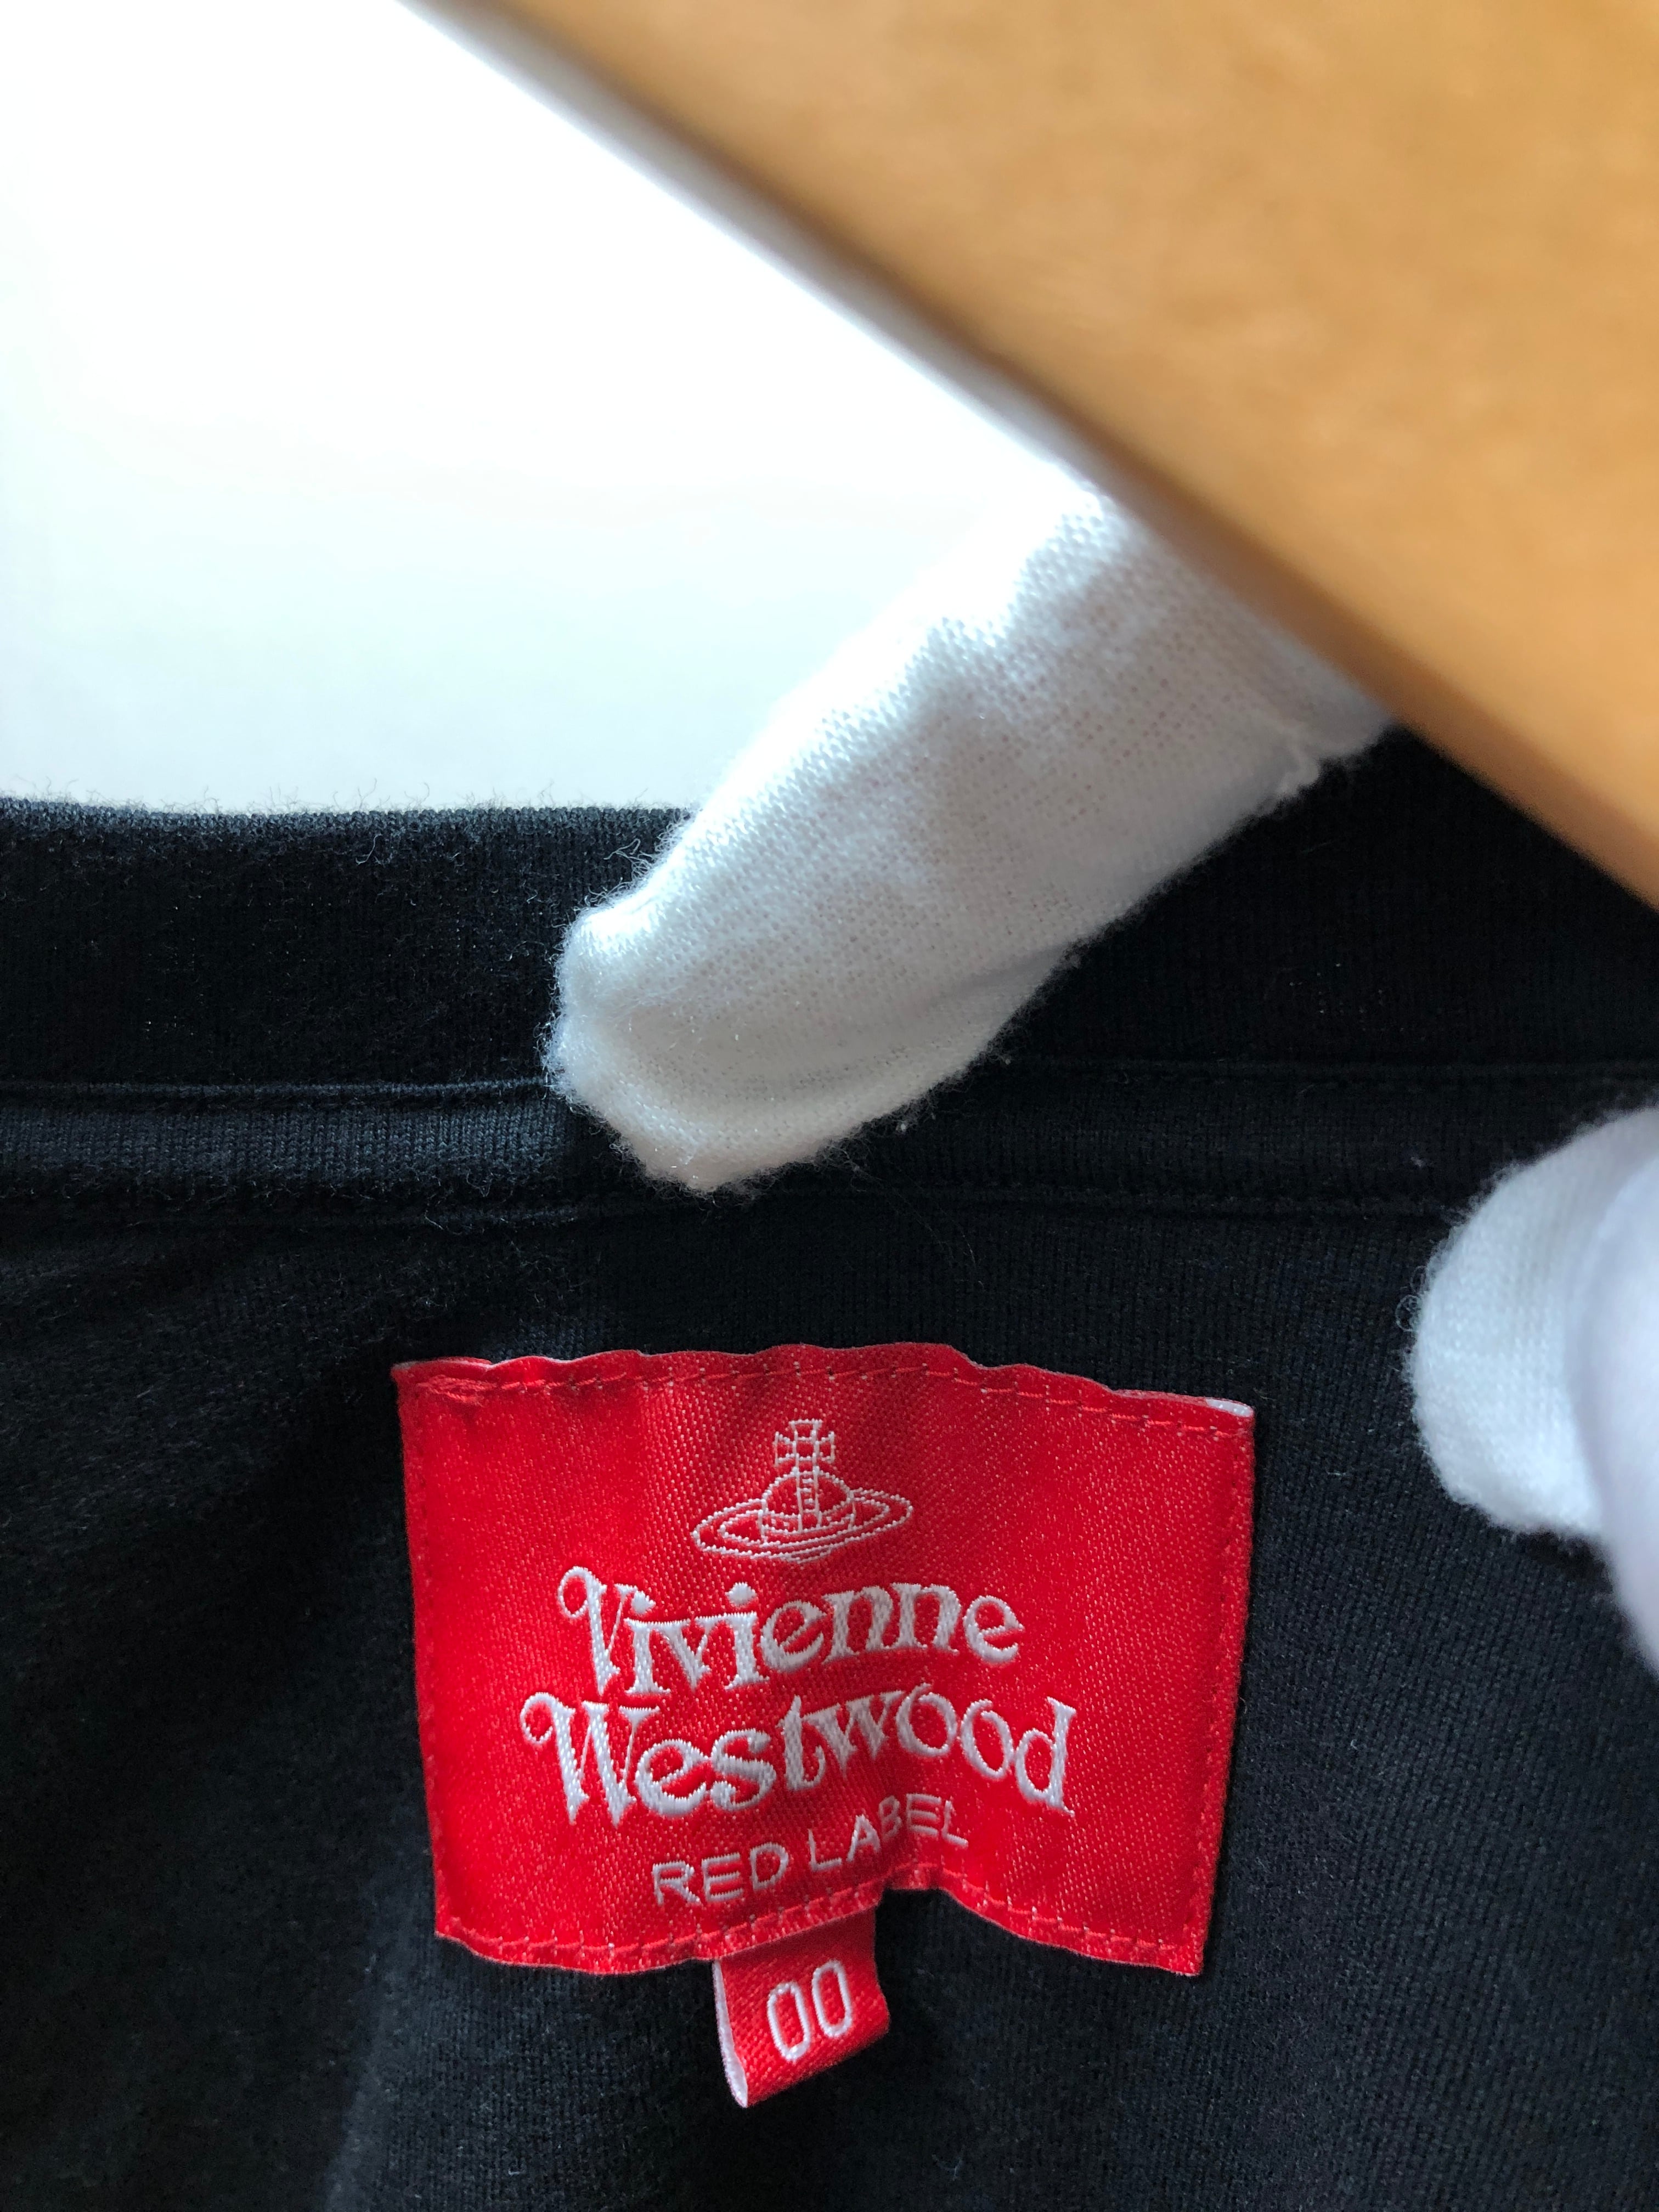 Vivienne
Westwood
RED LABEL
00